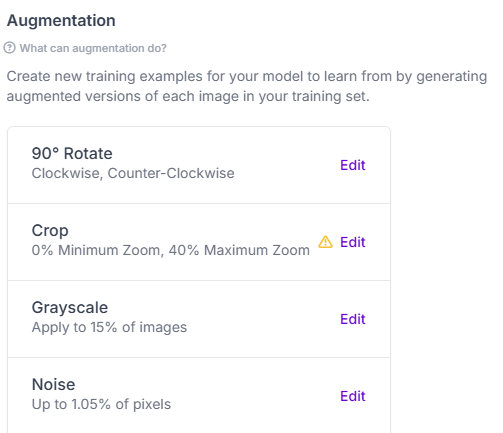 Augmentation
What can augmentation do?
Create new training examples for your model to learn from by generating
augmented versions of each image in your training set.
90° Rotate
Clockwise, Counter-Clockwise
Edit
Crop
0% Minimum Zoom, 40% Maximum Zoom
Edit
Grayscale
Apply to 15% of images
Edit
Noise
Up to 1.05% of pixels
Edit